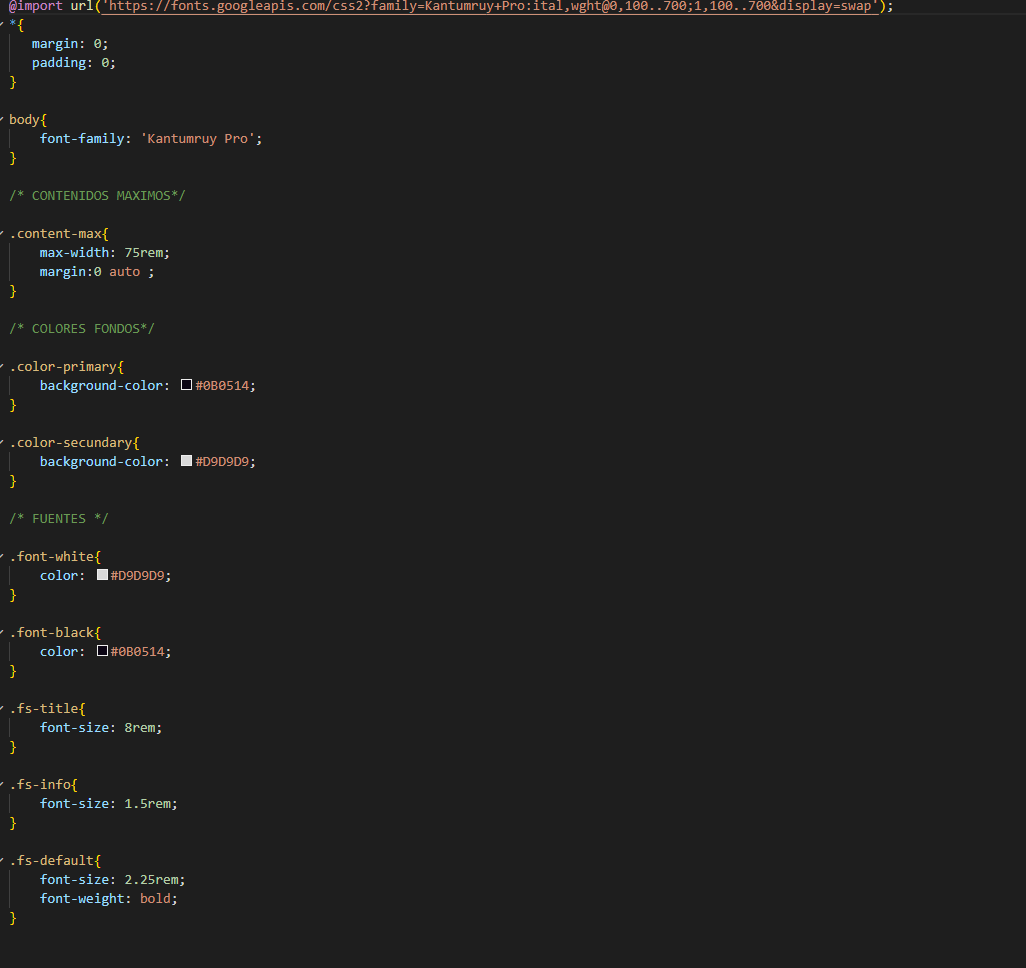 @import url('https://fonts.googleapis.com/css2?family=Kantumruy+Pro:ital,wght@0,100..700;1,100..700&display=swap');
*{
margin: 0;
padding: 0;
}
body{
font-family: 'Kantumruy Pro';
}
/* CONTENIDOS MAXIMOS*/
.content-max{
max-width: 75rem;
margin:0 auto ;
}
/* COLORES FONDOS*/
.color-primary{
background-color: #0B0514;
}
.color-secundary{
background-color: #D9D9D9;
}
/* FUENTES */
.font-white{
color: #D9D9D9;
}
.font-black{
color: #0B0514;
}
.fs-title{
font-size: 8rem;
}
.fs-info{
font-size: 1.5rem;
}
.fs-default{
font-size: 2.25rem;
font-weight: bold;
}